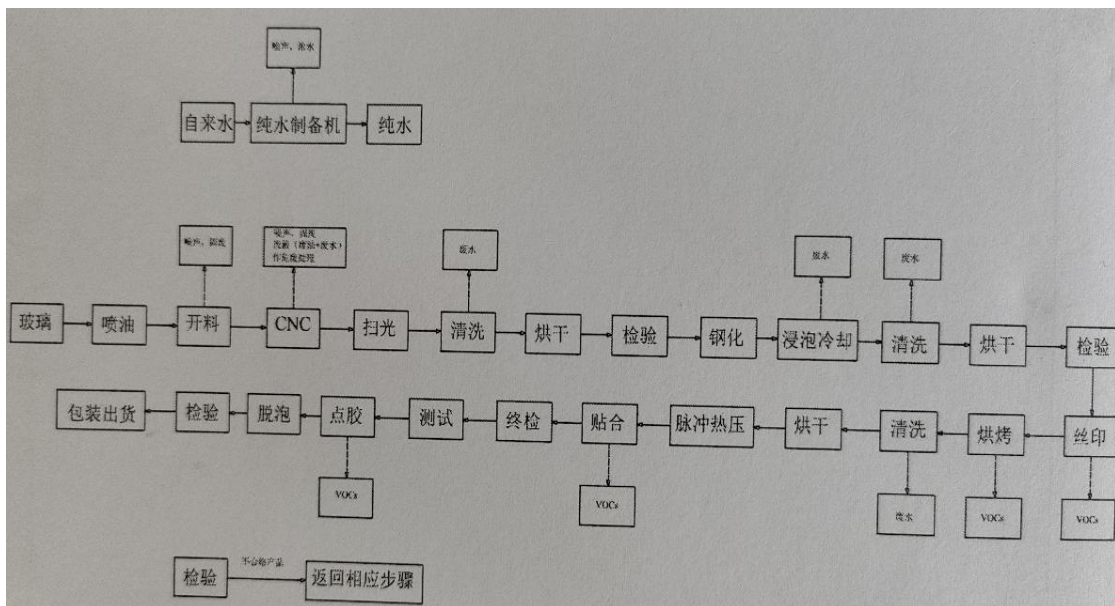 噪声、废水
自来水 纯水制备机 纯水
噪声、固废
噪声、固废
废水
废水
废水
玻璃 喷油 开料 CNC 扫光 清洗 烘干 检验 钢化 浸泡冷却 清洗 烘干 检验
包装出货 检验 脱泡 点胶 测试 终检 贴合 脉冲热压 烘干 清洗 烘烤 丝印
VOCs VOCs 废水 VOCs VOCs
不合格产品
检验 返回相应步骤